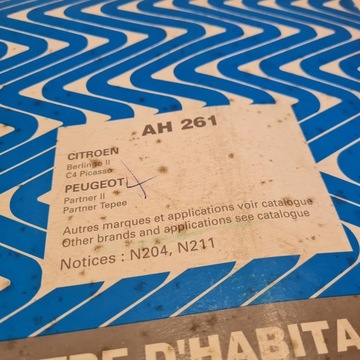 AH 261
CITROEN
Berlingo II
C4 Picasso
PEUGEOT
Partner II
Partner Tepee
Autres marques et applications voir catalogue
Other brands and applications see catalogue
Notices : N204, N211
TRE D'HABITA